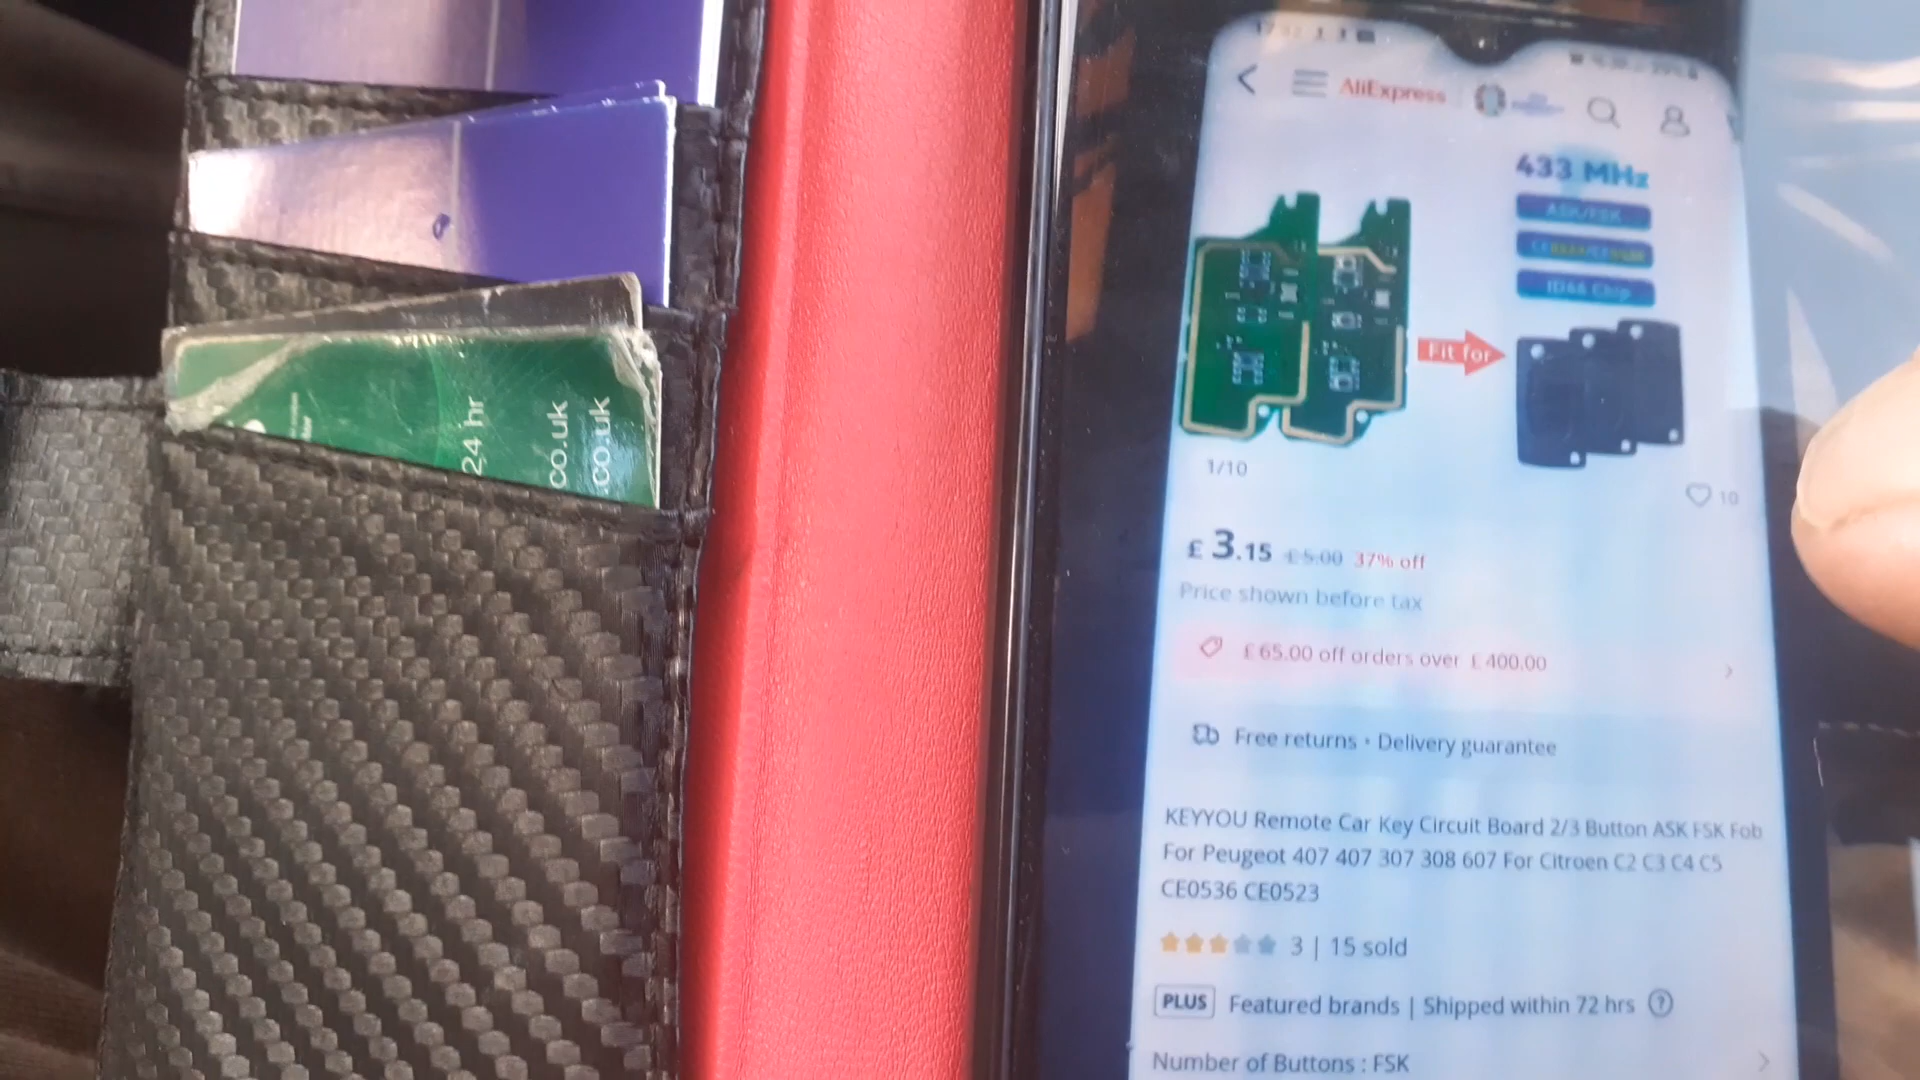 24 hr
co.uk
.co.uk
AliExpress
433 MHz
ASK/FSK
ID46 Chip
Fit for
1/10
10
£3.15 £5.00 37% off
Price shown before tax
£65.00 off orders over £400.00
Free returns • Delivery guarantee
KEYYOU Remote Car Key Circuit Board 2/3 Button ASK FSK Fob
For Peugeot 407 407 307 308 607 For Citroen C2 C3 C4 C5
CE0536 CE0523
3 | 15 sold
PLUS Featured brands | Shipped within 72 hrs ?
Number of Buttons : FSK